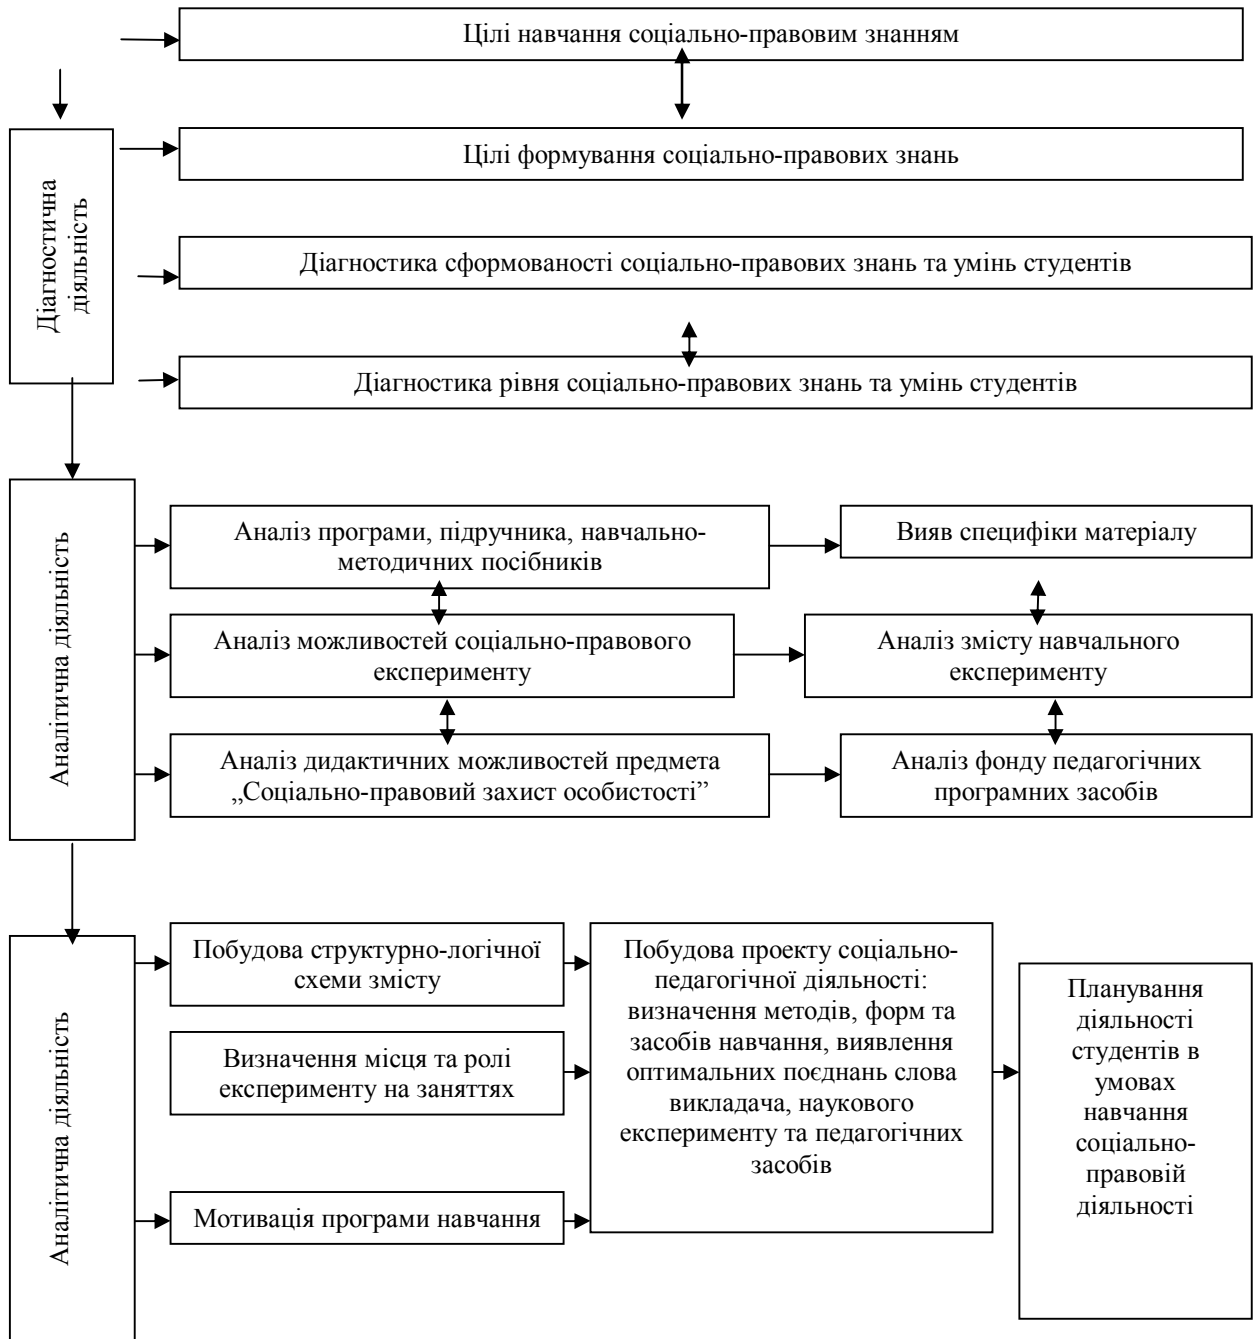 Цілі навчання соціально-правовим знанням
Цілі формування соціально-правових знань
Діагностична
діяльність
Діагностика сформованості соціально-правових знань та умінь студентів
Діагностика рівня соціально-правових знань та умінь студентів
Аналітична діяльність
Аналіз програми, підручника, навчально-
методичних посібників
Вияв специфіки матеріалу
Аналіз можливостей соціально-правового
експерименту
Аналіз змісту навчального
експерименту
Аналіз дидактичних можливостей предмета
„Соціально-правовий захист особистості”
Аналіз фонду педагогічних
програмних засобів
Аналітична діяльність
Побудова структурно-логічної
схеми змісту
Визначення місця та ролі
експерименту на заняттях
Мотивація програми навчання
Побудова проекту соціально-
педагогічної діяльності:
визначення методів, форм та
засобів навчання, виявлення
оптимальних поєднань слова
викладача, наукового
експерименту та педагогічних
засобів
Планування
діяльності
студентів в
умовах
навчання
соціально-
правовій
діяльності